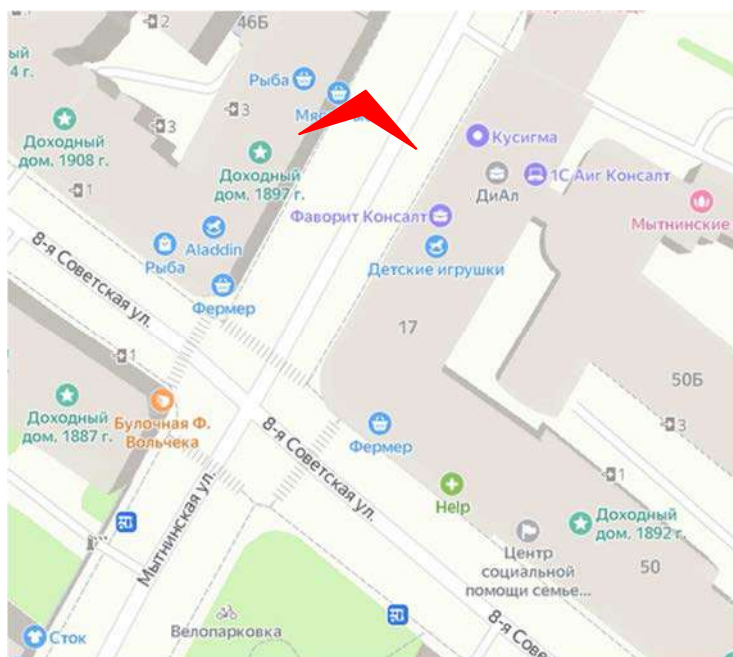 2
46Б
ый
4 г.
Рыба
3
Мя
3
Доходный
дом, 1908 г.
Кусигма
Доходный
дом, 1897 г.
1С Аиг Консалт
ДиАл
1
Фаворит Консалт
Мытнинские
8-я Советская ул.
Aladdin
Рыба
Детские игрушки
Фермер
17
1
50Б
Доходный
дом, 1887 г.
Булочная Ф.
Вольчека
3
8-я Советская ул.
Фермер
1
Help
Мытнинская ул.
Доходный
дом, 1892 г.
Центр
социальной
помощи семье...
50
8-я Сове
Велопарковка
Сток